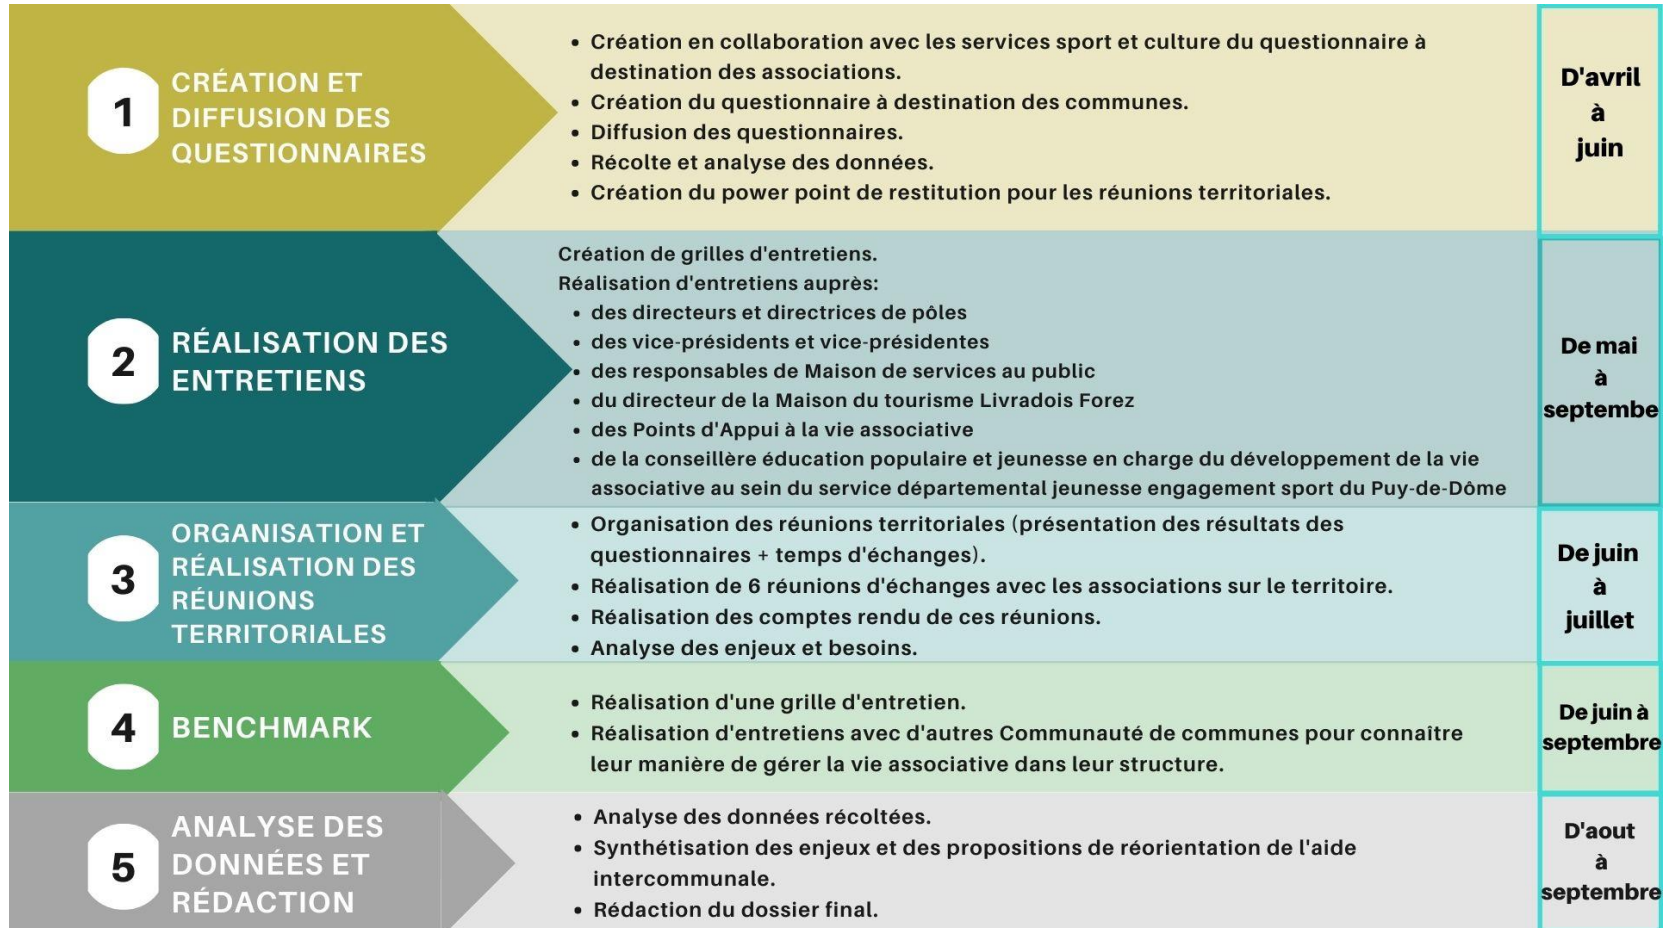 1
CRÉATION ET
DIFFUSION DES
QUESTIONNAIRES
• Création en collaboration avec les services sport et culture du questionnaire à
destination des associations.
• Création du questionnaire à destination des communes.
• Diffusion des questionnaires.
• Récolte et analyse des données.
• Création du power point de restitution pour les réunions territoriales.
D'avril
à
juin
2
RÉALISATION DES
ENTRETIENS
Création de grilles d'entretiens.
Réalisation d'entretiens auprès:
• des directeurs et directrices de pôles
• des vice-présidents et vice-présidentes
• des responsables de Maison de services au public
• du directeur de la Maison du tourisme Livradois Forez
• des Points d'Appui à la vie associative
• de la conseillère éducation populaire et jeunesse en charge du développement de la vie
associative au sein du service départemental jeunesse engagement sport du Puy-de-Dôme
De mai
à
septembe
3
ORGANISATION ET
RÉALISATION DES
RÉUNIONS
TERRITORIALES
• Organisation des réunions territoriales (présentation des résultats des
questionnaires + temps d'échanges).
• Réalisation de 6 réunions d'échanges avec les associations sur le territoire.
• Réalisation des comptes rendu de ces réunions.
• Analyse des enjeux et besoins.
De juin
à
juillet
4
BENCHMARK
• Réalisation d'une grille d'entretien.
• Réalisation d'entretiens avec d'autres Communauté de communes pour connaître
leur manière de gérer la vie associative dans leur structure.
De juin à
septembre
5
ANALYSE DES
DONNÉES ET
RÉDACTION
• Analyse des données récoltées.
• Synthétisation des enjeux et des propositions de réorientation de l'aide
intercommunale.
• Rédaction du dossier final.
D'aout
à
septembre